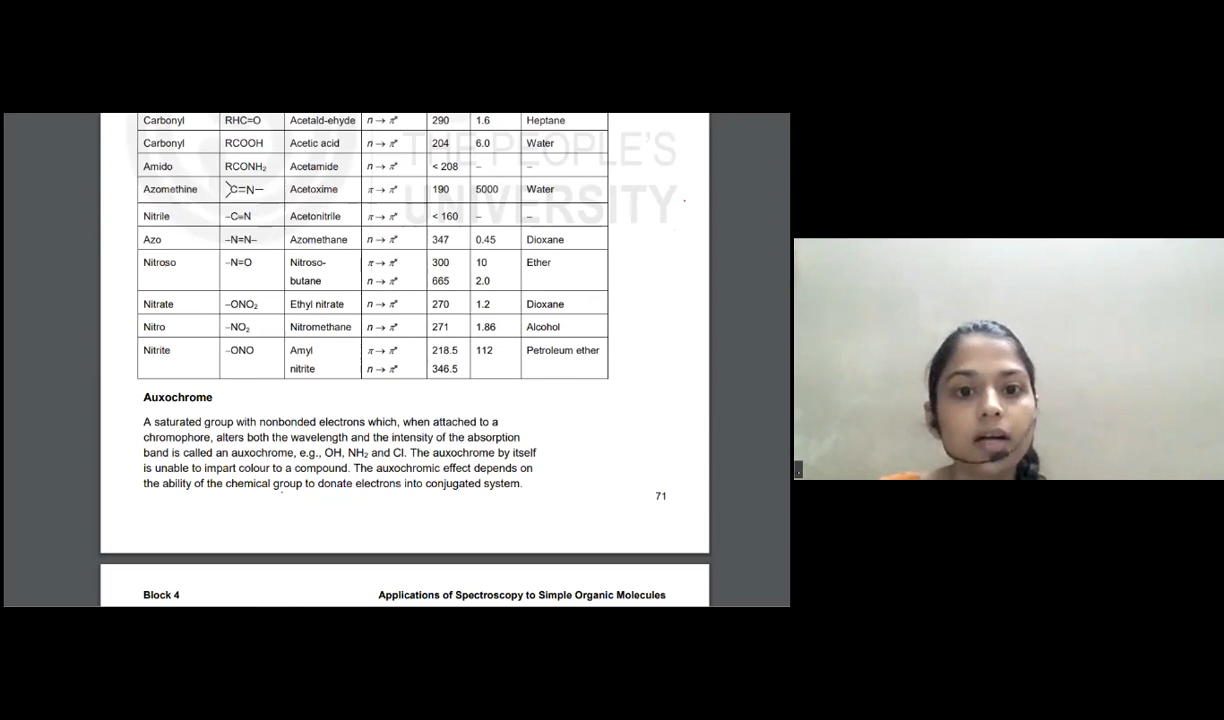 Carbonyl RHC=O Acetald-ehyde n → π* 290 1.6 Heptane
Carbonyl RCOOH Acetic acid n → π* 204 6.0 Water
Amido RCONH₂ Acetamide n → π* < 208 – –
Azomethine >C=N– Acetoxime π → π* 190 5000 Water
Nitrile –C≡N Acetonitrile π → π* < 160 – –
Azo –N=N– Azomethane n → π* 347 0.45 Dioxane
Nitroso –N=O Nitroso- π → π* 300 10 Ether
butane n → π* 665 2.0
Nitrate –ONO₂ Ethyl nitrate n → π* 270 1.2 Dioxane
Nitro –NO₂ Nitromethane n → π* 271 1.86 Alcohol
Nitrite –ONO Amyl π → π* 218.5 112 Petroleum ether
nitrite n → π* 346.5
THE PEOPLE'S
UNIVERSITY
Auxochrome
A saturated group with nonbonded electrons which, when attached to a
chromophore, alters both the wavelength and the intensity of the absorption
band is called an auxochrome, e.g., OH, NH₂ and Cl. The auxochrome by itself
is unable to impart colour to a compound. The auxochromic effect depends on
the ability of the chemical group to donate electrons into conjugated system.
71
Block 4 Applications of Spectroscopy to Simple Organic Molecules